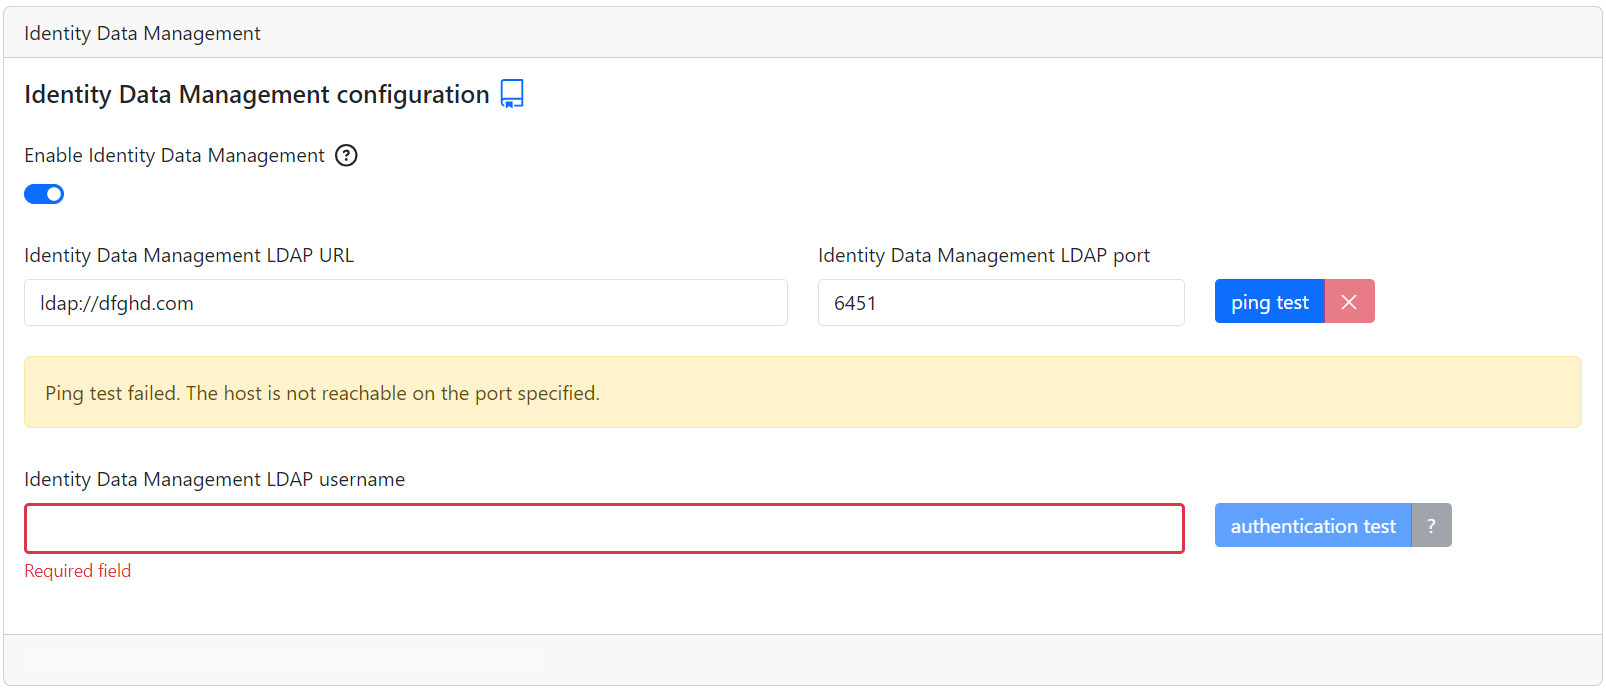 Identity Data Management
Identity Data Management configuration
Enable Identity Data Management ?
Identity Data Management LDAP URL
Identity Data Management LDAP port
ldap://dfghd.com
6451
ping test
Ping test failed. The host is not reachable on the port specified.
Identity Data Management LDAP username
authentication test ?
Required field